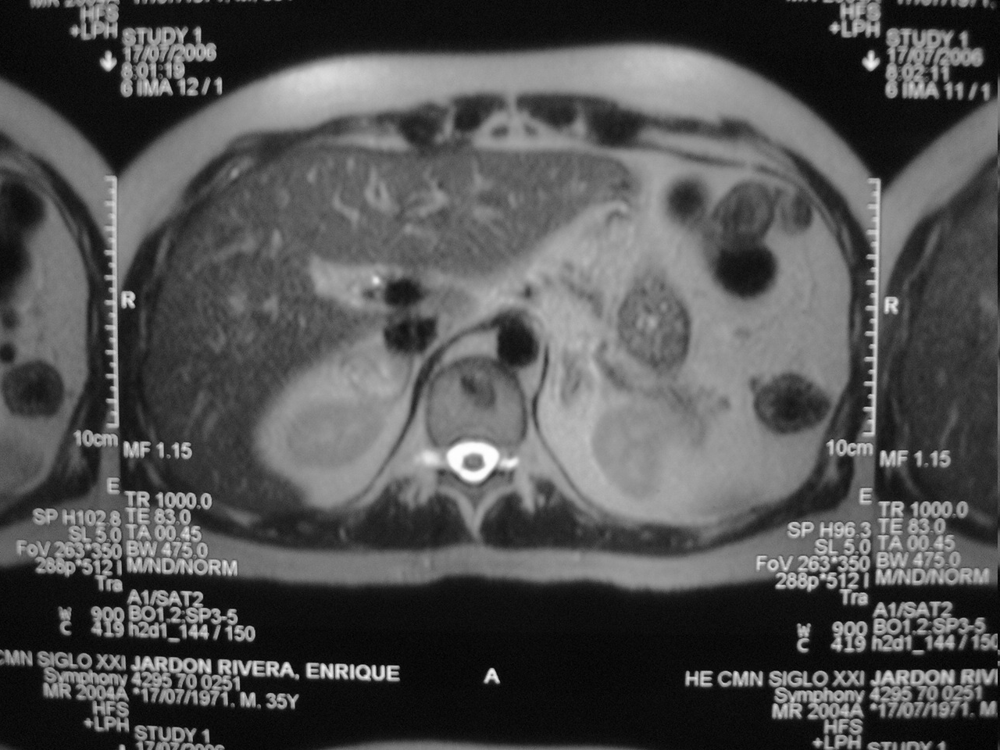 HFS
+LPH
STUDY 1
17/07/2006
8:01:19
6 IMA 12 / 1
HFS
+LPH
STUDY 1
17/07/2006
8:02:11
6 IMA 11 / 1
R
R
10cm
MF 1.15
10cm
MF 1.15
E
TR 1000.0
SP H102.8 TE 83.0
SL 5.0 TA 00.45
FoV 263*350 BW 475.0
288p*512 I M/ND/NORM
Tra
A1/SAT2
W 900 BO1.2;SP3-5
C 419 h2d1_144 / 150
E
TR 1000.0
SP H96.3 TE 83.0
SL 5.0 TA 00.45
FoV 263*350 BW 475.0
288p*512 I M/ND/NORM
Tra
A1/SAT2
W 900 BO1.2;SP3-5
C 419 h2d1_144 / 150
CMN SIGLO XXI JARDON RIVERA, ENRIQUE
Symphony 4295 70 0251
MR 2004A *17/07/1971, M, 35Y
HFS
+LPH
STUDY 1
17/07/2006
A
HE CMN SIGLO XXI JARDON RIV
Symphony 4295 70 0251
MR 2004A *17/07/1971, M
HFS
+LPH
STUDY 1